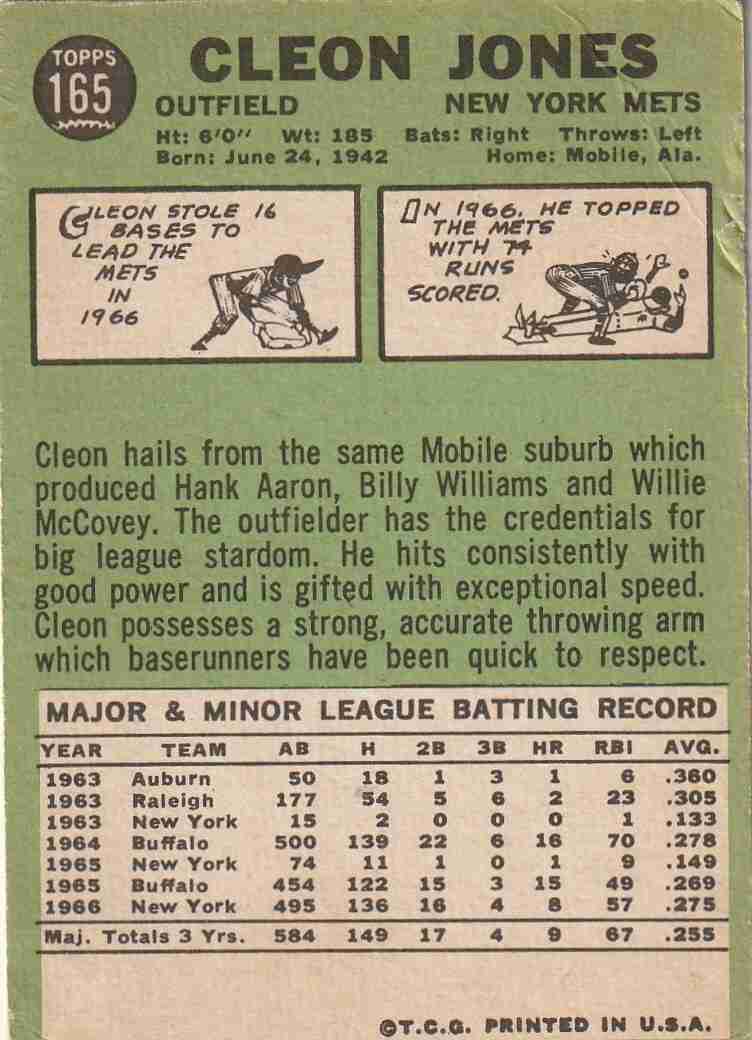 TOPPS
165
CLEON JONES
OUTFIELD NEW YORK METS
Ht: 6'0" Wt: 185 Bats: Right Throws: Left
Born: June 24, 1942 Home: Mobile, Ala.
CLEON STOLE 16
BASES TO
LEAD THE
METS
IN
1966
IN 1966, HE TOPPED
THE METS
WITH 74
RUNS
SCORED.
Cleon hails from the same Mobile suburb which
produced Hank Aaron, Billy Williams and Willie
McCovey. The outfielder has the credentials for
big league stardom. He hits consistently with
good power and is gifted with exceptional speed.
Cleon possesses a strong, accurate throwing arm
which baserunners have been quick to respect.
MAJOR & MINOR LEAGUE BATTING RECORD
YEAR TEAM AB H 2B 3B HR RBI AVG.
1963 Auburn 50 18 1 3 1 6 .360
1963 Raleigh 177 54 5 6 2 23 .305
1963 New York 15 2 0 0 0 1 .133
1964 Buffalo 500 139 22 6 16 70 .278
1965 New York 74 11 1 0 1 9 .149
1965 Buffalo 454 122 15 3 15 49 .269
1966 New York 495 136 16 4 8 57 .275
Maj. Totals 3 Yrs. 584 149 17 4 9 67 .255
©T.C.G. PRINTED IN U.S.A.